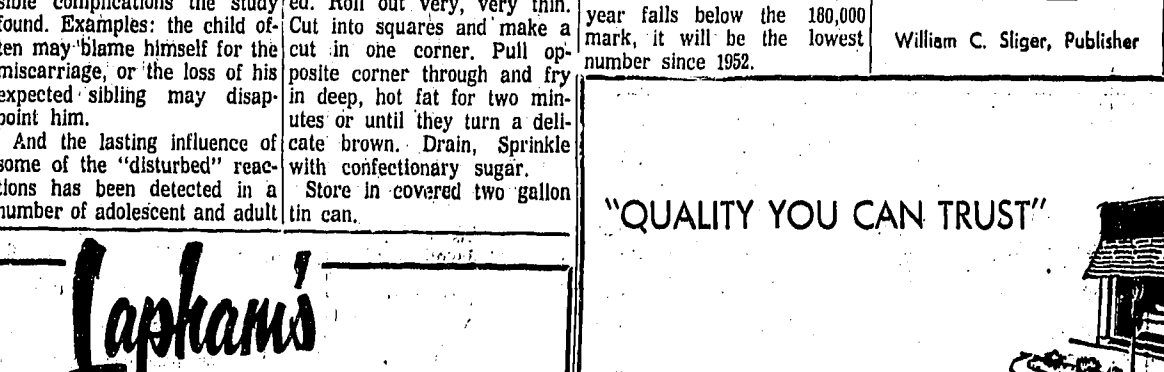 sible complications the study
found. Examples: the child of-
ten may blame himself for the
miscarriage, or the loss of his
expected sibling may disap-
point him.
And the lasting influence of
some of the "disturbed" reac-
tions has been detected in a
number of adolescent and adult
ed. Roll out very, very thin.
Cut into squares and make a
cut in one corner. Pull op-
posite corner through and fry
in deep, hot fat for two min-
utes or until they turn a deli-
cate brown. Drain, Sprinkle
with confectionary sugar.
Store in covered two gallon
tin can.
year falls below the 180,000
mark, it will be the lowest
number since 1952.
William C. Sliger, Publisher
"QUALITY YOU CAN TRUST"
Lapham's